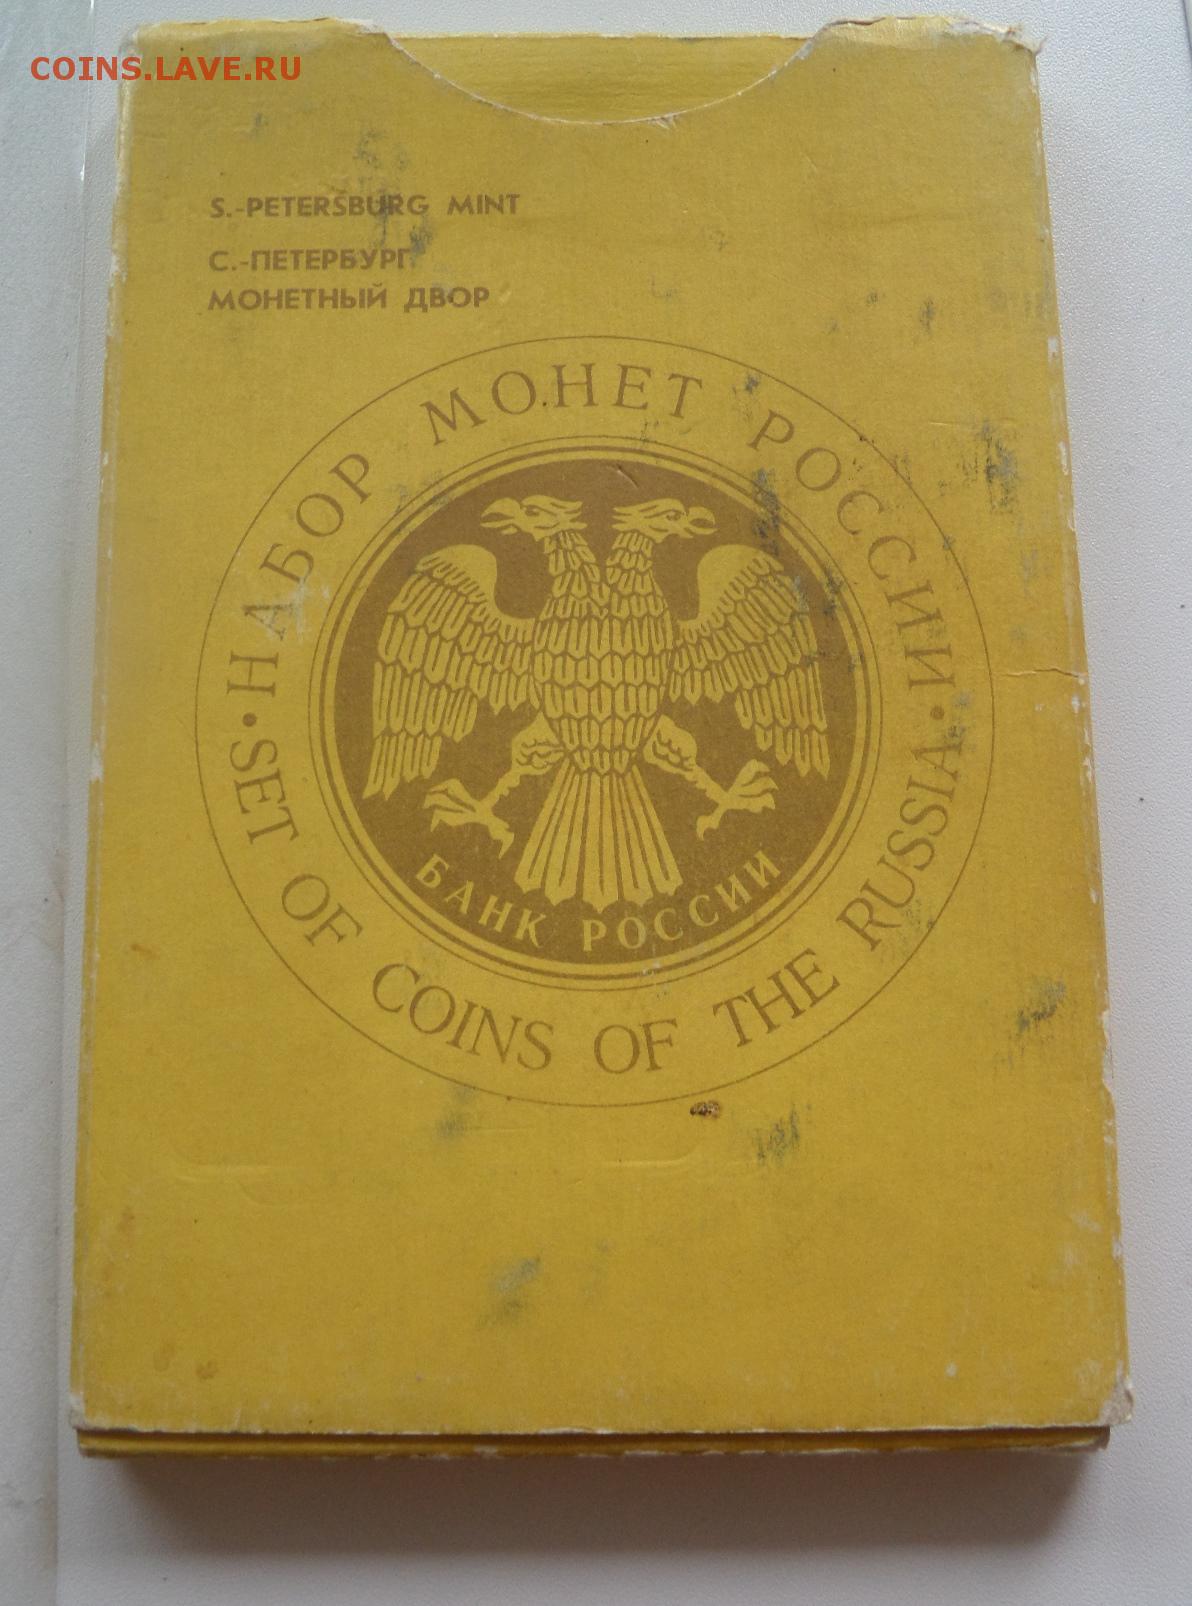 COINS.LAVE.RU
S.-PETERSBURG MINT
С.-ПЕТЕРБУРГ.
МОНЕТНЫЙ ДВОР
НАБОР МОНЕТ РОССИИ
SET OF COINS OF THE RUSSIA
БАНК РОССИИ